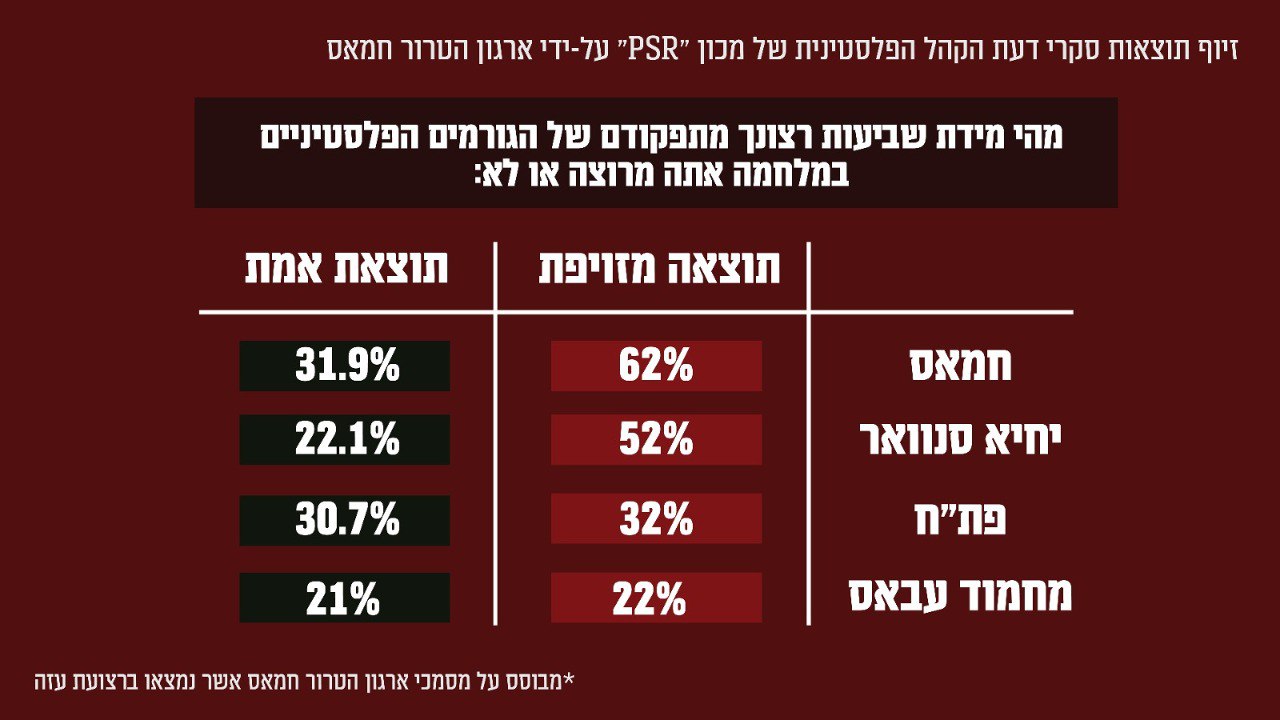 זיוף תוצאות סקרי דעת הקהל הפלסטינית של מכון "PSR" על-ידי ארגון הטרור חמאס
מהי מידת שביעות רצונך מתפקודם של הגורמים הפלסטיניים
במלחמה אתה מרוצה או לא:
תוצאה מזויפת תוצאת אמת
חמאס 62% 31.9%
יחיא סנוואר 52% 22.1%
פת"ח 32% 30.7%
מחמוד עבאס 22% 21%
*מבוסס על מסמכי ארגון הטרור חמאס אשר נמצאו ברצועת עזה